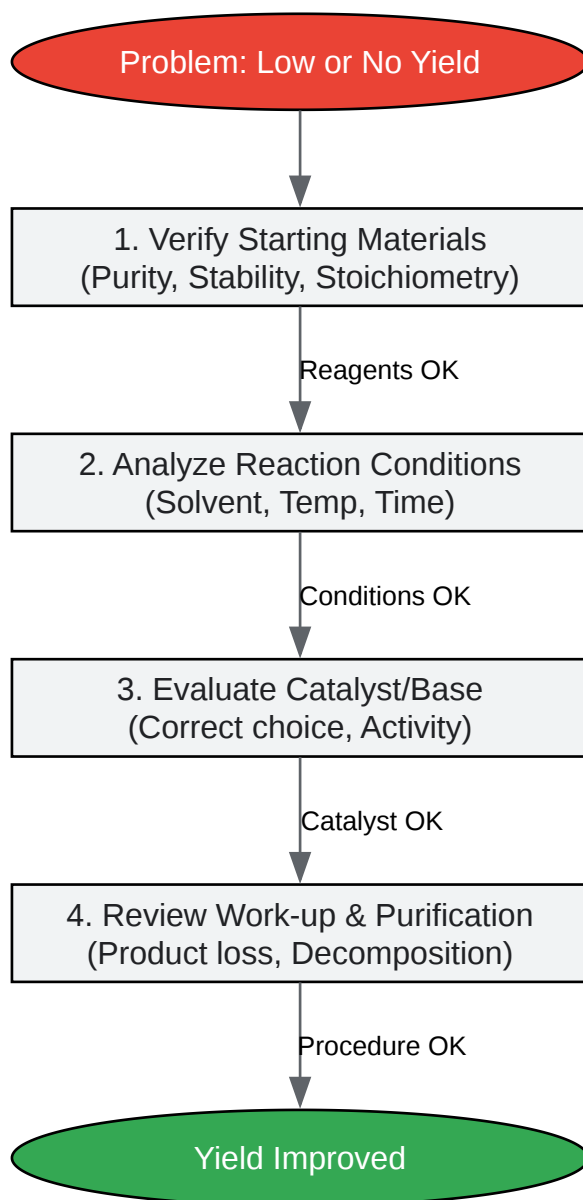 Problem: Low or No Yield
1. Verify Starting Materials
(Purity, Stability, Stoichiometry)
Reagents OK
2. Analyze Reaction Conditions
(Solvent, Temp, Time)
Conditions OK
3. Evaluate Catalyst/Base
(Correct choice, Activity)
Catalyst OK
4. Review Work-up & Purification
(Product loss, Decomposition)
Procedure OK
Yield Improved